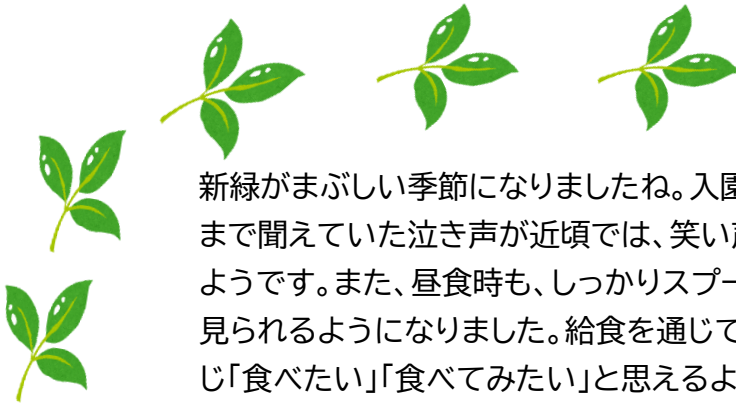 新緑がまぶしい季節になりましたね。入園
まで聞えていた泣き声が近頃では、笑い
ようです。また、昼食時も、しっかりスプー
見られるようになりました。給食を通じて
じ「食べたい」「食べてみたい」と思えるよ